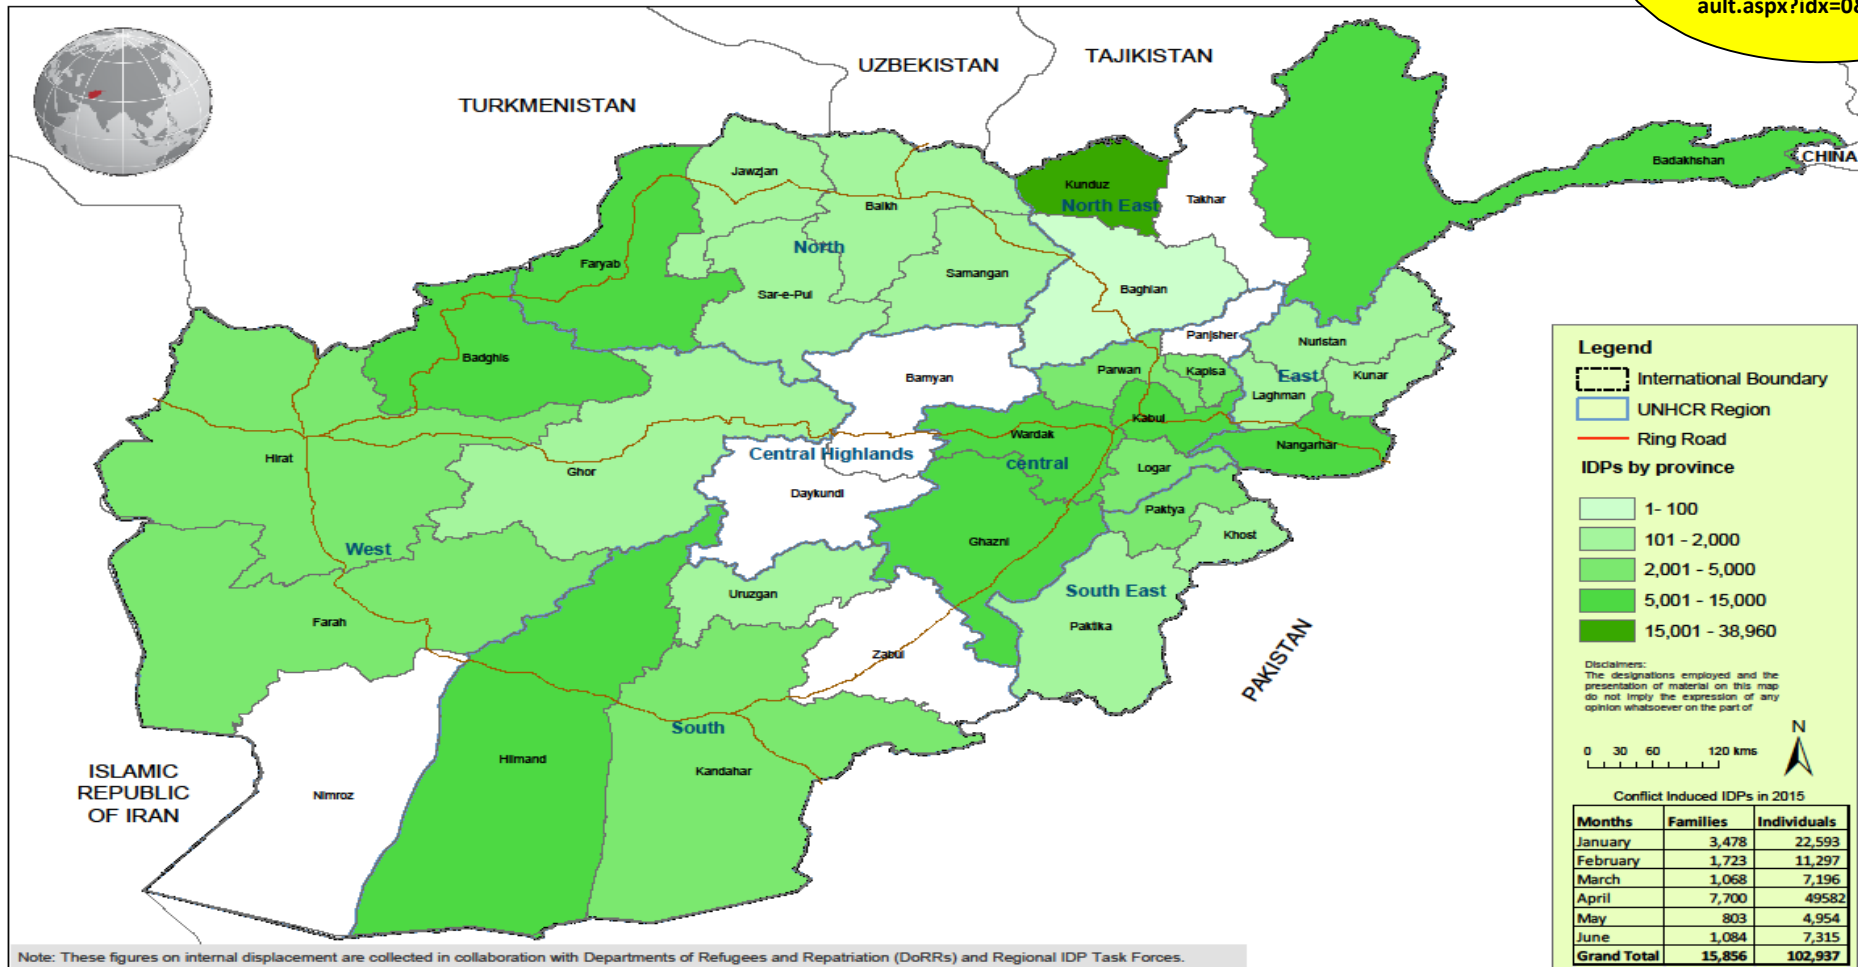 ault.aspx?idx=0&
UZBEKISTAN
TAJIKISTAN
TURKMENISTAN
CHINA
Badakhshan
Jawzjan
Kunduz
North East
Takhar
Balkh
North
Faryab
Samangan
Sar-e-Pul
Baghlan
Panjsher
Nuristan
Badghis
Bamyan
Parwan
Kapisa
East
Kunar
Laghman
Kabul
Wardak
Nangarhar
Hirat
Ghor
Central Highlands
central
Logar
Daykundi
Paktya
Khost
West
Ghazni
Uruzgan
South East
Farah
Paktika
Zabul
PAKISTAN
South
Hilmand
Kandahar
Nimroz
ISLAMIC
REPUBLIC
OF IRAN
Legend
International Boundary
UNHCR Region
Ring Road
IDPs by province
1- 100
101 - 2,000
2,001 - 5,000
5,001 - 15,000
15,001 - 38,960
Disclaimers:
The designations employed and the
presentation of material on this map
do not imply the expression of any
opinion whatsoever on the part of
N
0 30 60 120 kms
Conflict Induced IDPs in 2015
Months Families Individuals
January 3,478 22,593
February 1,723 11,297
March 1,068 7,196
April 7,700 49582
May 803 4,954
June 1,084 7,315
Grand Total 15,856 102,937
Note: These figures on internal displacement are collected in collaboration with Departments of Refugees and Repatriation (DoRRs) and Regional IDP Task Forces.